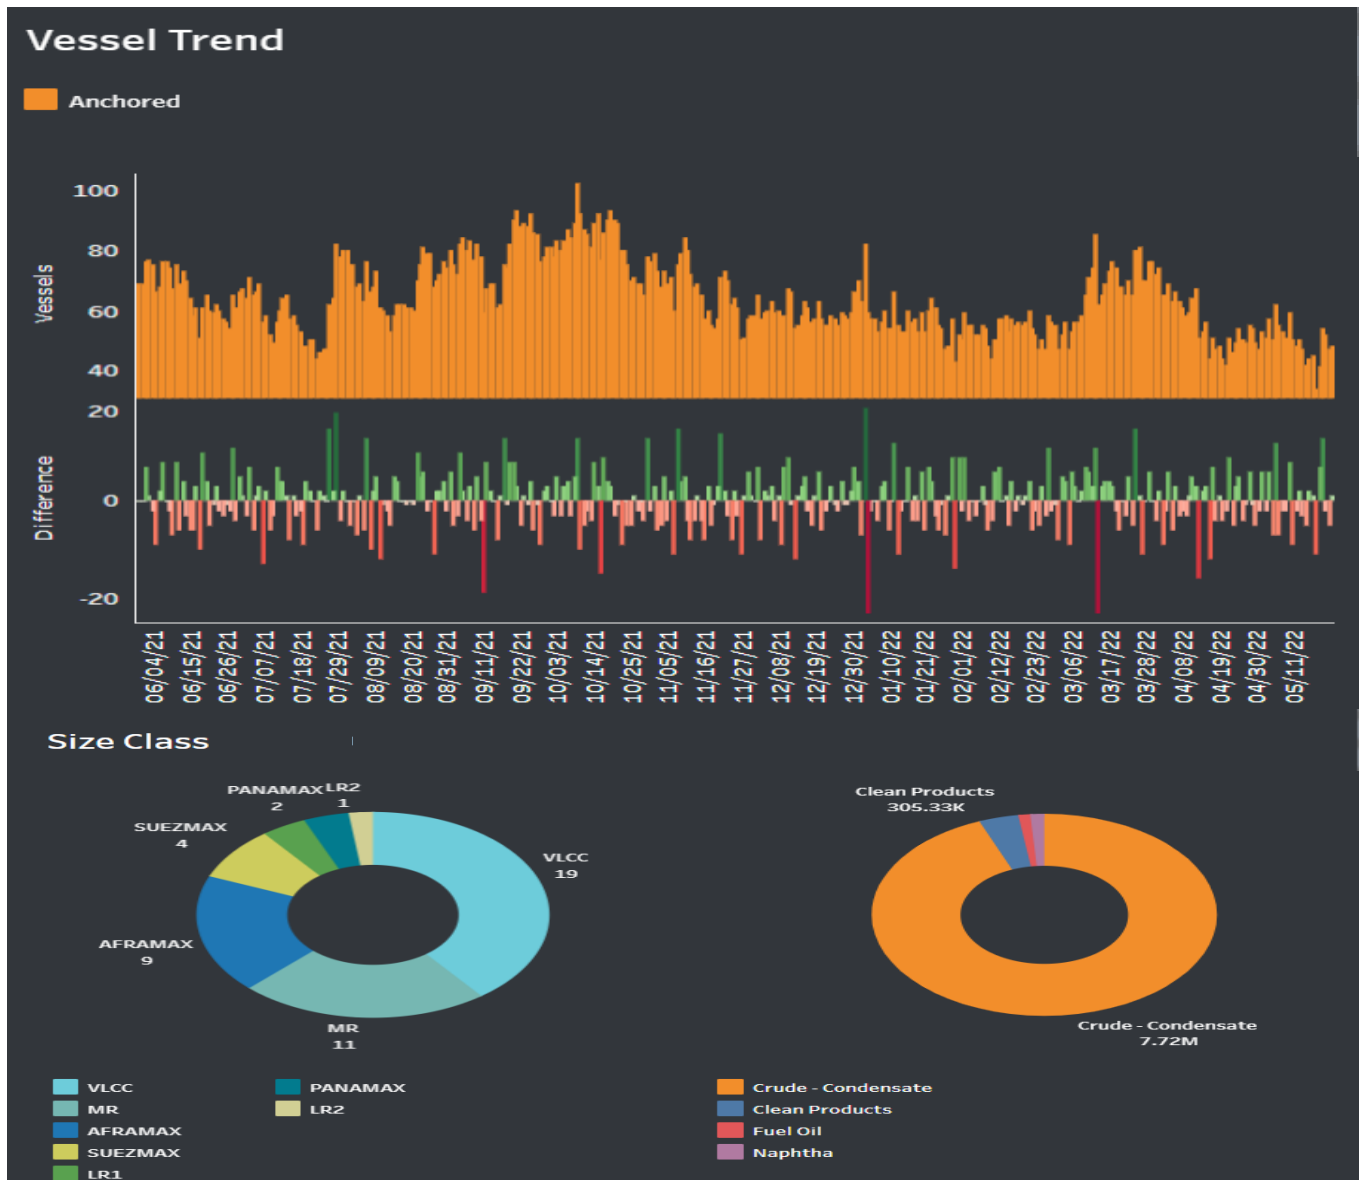 Vessel Trend
Anchored
Vessels
100
80
60
40
Difference
20
0
-20
06/04/21 06/15/21 06/26/21 07/07/21 07/18/21 07/29/21 08/09/21 08/20/21 08/31/21 09/11/21 09/22/21 10/03/21 10/14/21 10/25/21 11/05/21 11/16/21 11/27/21 12/08/21 12/19/21 12/30/21 01/10/22 01/21/22 02/01/22 02/12/22 02/23/22 03/06/22 03/17/22 03/28/22 04/08/22 04/19/22 04/30/22 05/11/22
Size Class
PANAMAX
2
LR2
1
SUEZMAX
4
VLCC
19
AFRAMAX
9
MR
11
Clean Products
305.33K
Crude - Condensate
7.72M
VLCC
MR
AFRAMAX
SUEZMAX
LR1
PANAMAX
LR2
Crude - Condensate
Clean Products
Fuel Oil
Naphtha